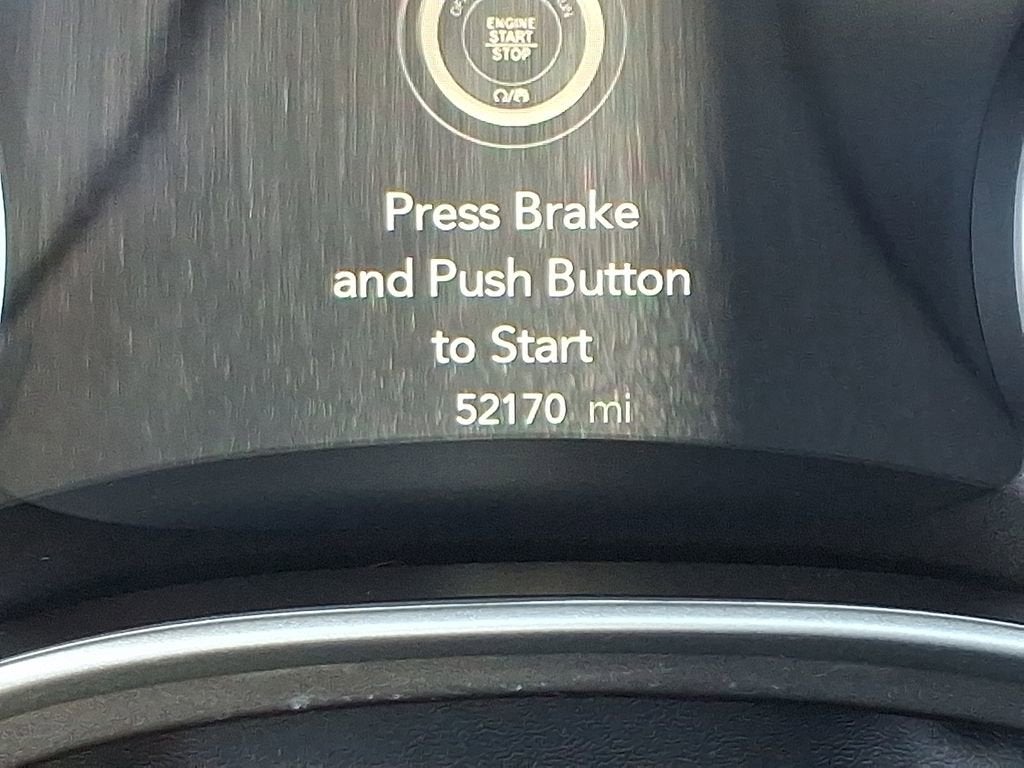 ENGINE
START
STOP
Press Brake
and Push Button
to Start
52170 mi